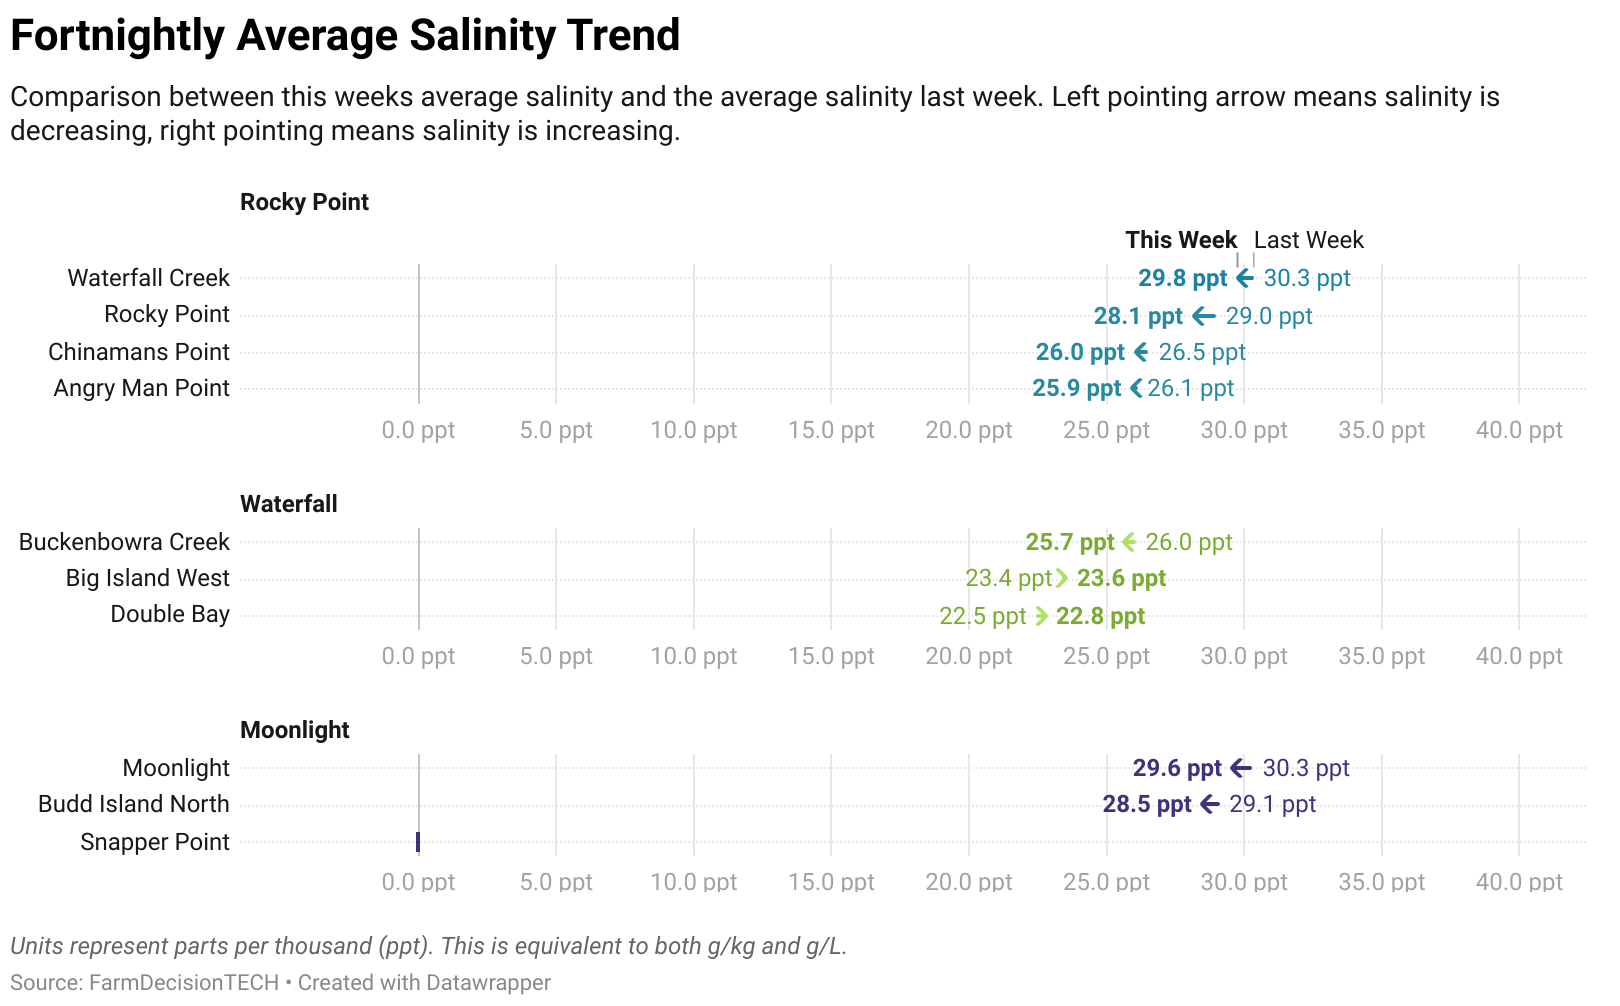 Fortnightly Average Salinity Trend
Comparison between this weeks average salinity and the average salinity last week. Left pointing arrow means salinity is
decreasing, right pointing means salinity is increasing.
Rocky Point
This Week Last Week
Waterfall Creek 29.8 ppt 30.3 ppt
Rocky Point 28.1 ppt 29.0 ppt
Chinamans Point 26.0 ppt 26.5 ppt
Angry Man Point 25.9 ppt 26.1 ppt
0.0 ppt 5.0 ppt 10.0 ppt 15.0 ppt 20.0 ppt 25.0 ppt 30.0 ppt 35.0 ppt 40.0 ppt
Waterfall
Buckenbowra Creek 25.7 ppt 26.0 ppt
Big Island West 23.4 ppt 23.6 ppt
Double Bay 22.5 ppt 22.8 ppt
0.0 ppt 5.0 ppt 10.0 ppt 15.0 ppt 20.0 ppt 25.0 ppt 30.0 ppt 35.0 ppt 40.0 ppt
Moonlight
Moonlight 29.6 ppt 30.3 ppt
Budd Island North 28.5 ppt 29.1 ppt
Snapper Point
0.0 ppt 5.0 ppt 10.0 ppt 15.0 ppt 20.0 ppt 25.0 ppt 30.0 ppt 35.0 ppt 40.0 ppt
Units represent parts per thousand (ppt). This is equivalent to both g/kg and g/L.
Source: FarmDecisionTECH • Created with Datawrapper